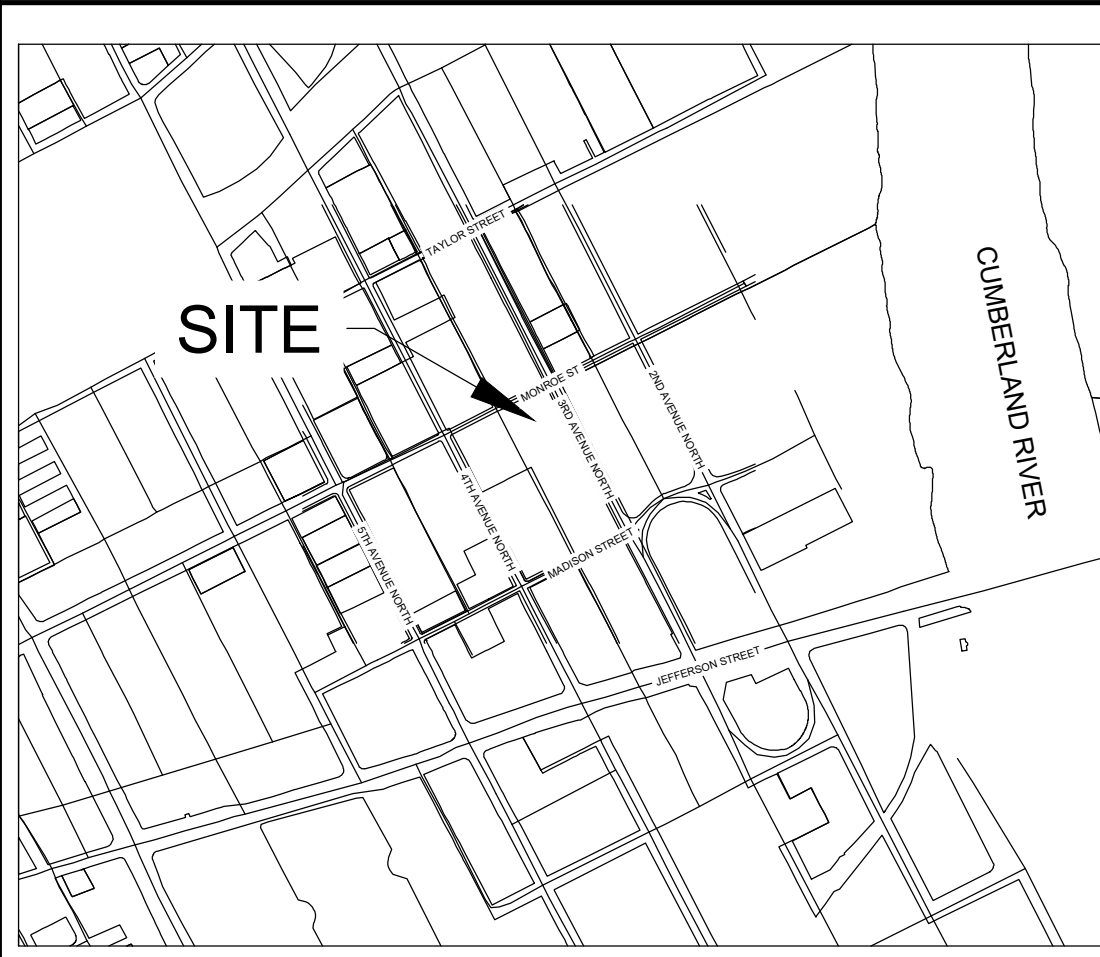 TAYLOR STREET
SITE
CUMBERLAND RIVER
MONROE ST
2ND AVENUE NORTH
3RD AVENUE NORTH
4TH AVENUE NORTH
5TH AVENUE NORTH
MADISON STREET
JEFFERSON STREET